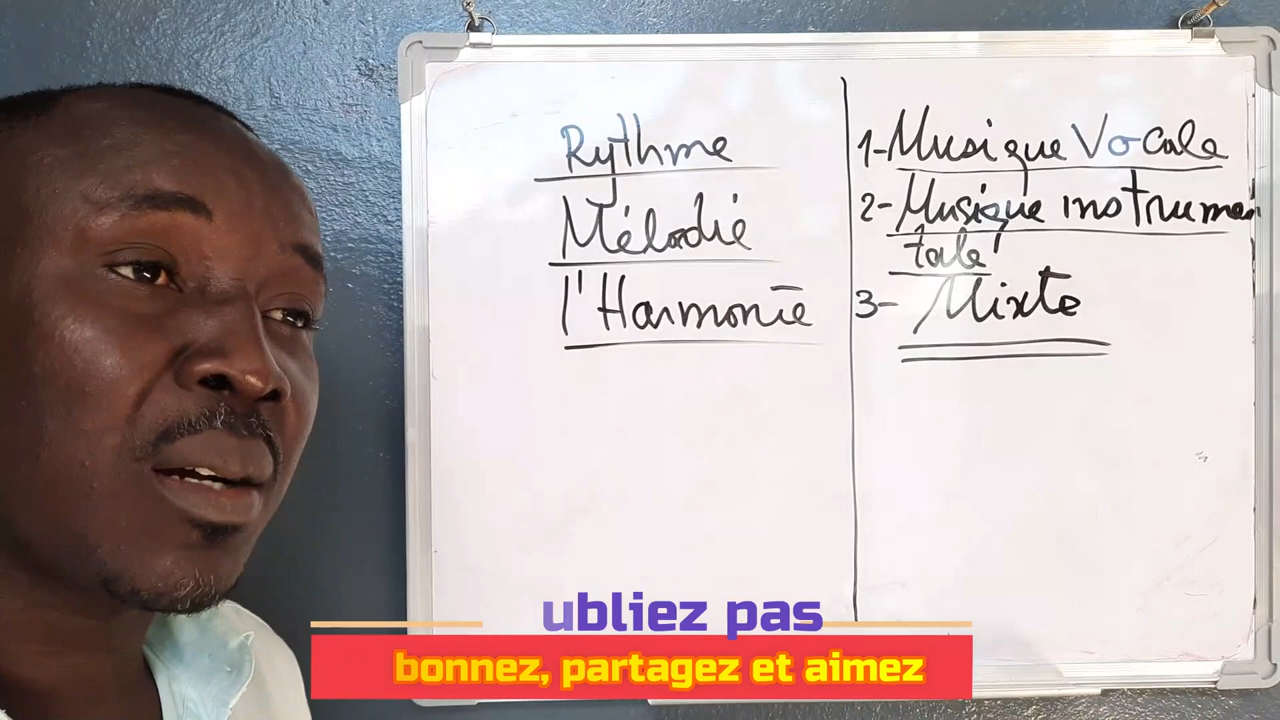 Rythme
Mélodie
l'Harmonie
1-Musique Vocale
2-Musique instrumen
tale
3- Mixte
ubliez pas
bonnez, partagez et aimez